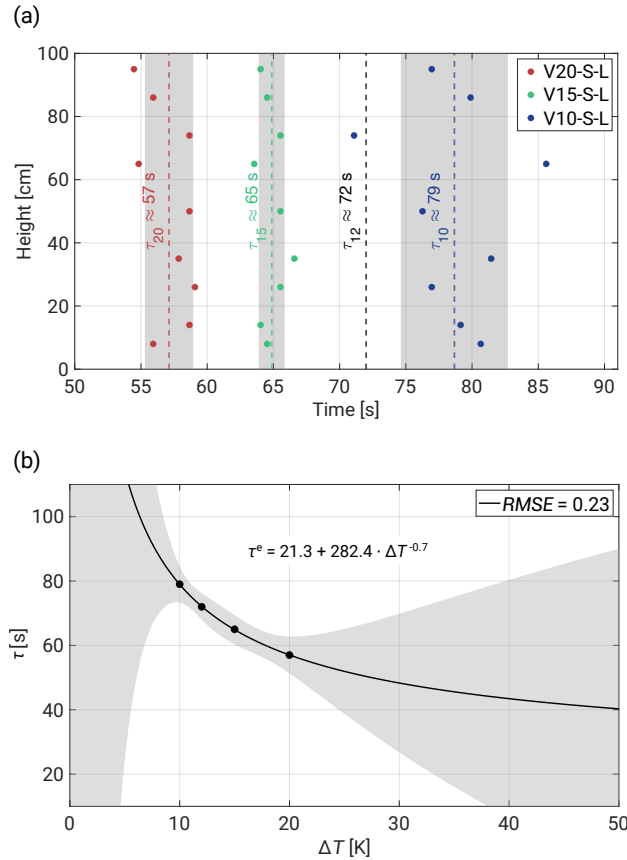 (a)
100
80
60
40
20
0
Height [cm]
τ₂₀ ≈ 57 s
τ₁₅ ≈ 65 s
τ₁₂ ≈ 72 s
τ₁₀ ≈ 79 s
V20-S-L
V15-S-L
V10-S-L
50 55 60 65 70 75 80 85 90
Time [s]
(b)
100
80
60
40
20
τ [s]
RMSE = 0.23
τᵉ = 21.3 + 282.4 · ΔT⁻⁰·⁷
0 10 20 30 40 50
ΔT [K]